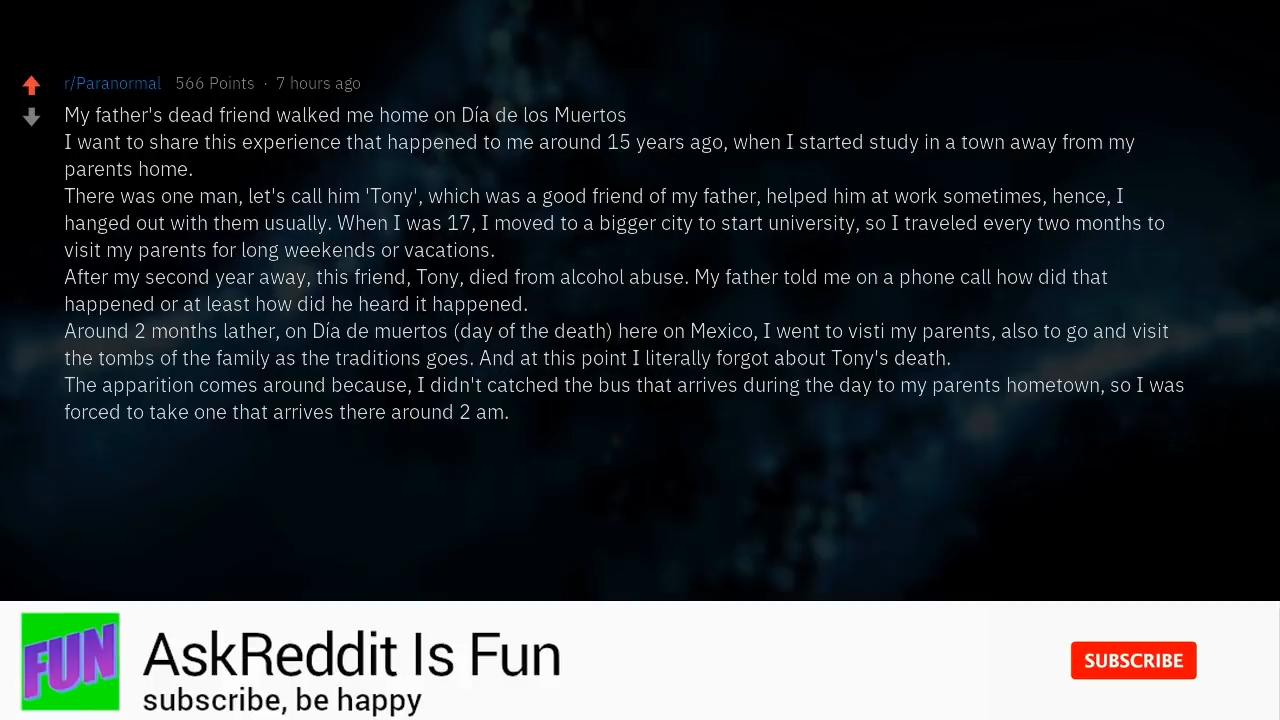 r/Paranormal 566 Points · 7 hours ago
My father's dead friend walked me home on Día de los Muertos
I want to share this experience that happened to me around 15 years ago, when I started study in a town away from my
parents home.
There was one man, let's call him 'Tony', which was a good friend of my father, helped him at work sometimes, hence, I
hanged out with them usually. When I was 17, I moved to a bigger city to start university, so I traveled every two months to
visit my parents for long weekends or vacations.
After my second year away, this friend, Tony, died from alcohol abuse. My father told me on a phone call how did that
happened or at least how did he heard it happened.
Around 2 months lather, on Día de muertos (day of the death) here on Mexico, I went to visti my parents, also to go and visit
the tombs of the family as the traditions goes. And at this point I literally forgot about Tony's death.
The apparition comes around because, I didn't catched the bus that arrives during the day to my parents hometown, so I was
forced to take one that arrives there around 2 am.
FUN
AskReddit Is Fun
subscribe, be happy
SUBSCRIBE